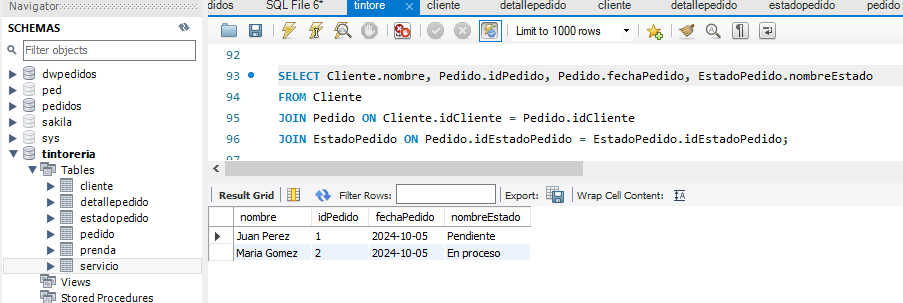 Navigator
SCHEMAS
Filter objects
dwpedidos
ped
pedidos
sakila
sys
tintoreria
Tables
cliente
detallepedido
estadopedido
pedido
prenda
servicio
Views
Stored Procedures
didos SQL File 6* tintore cliente detallepedido cliente detallepedido estadopedido pedido
Limit to 1000 rows
92
93 SELECT Cliente.nombre, Pedido.idPedido, Pedido.fechaPedido, EstadoPedido.nombreEstado
94 FROM Cliente
95 JOIN Pedido ON Cliente.idCliente = Pedido.idCliente
96 JOIN EstadoPedido ON Pedido.idEstadoPedido = EstadoPedido.idEstadoPedido;
97
Result Grid Filter Rows: Export: Wrap Cell Content:
nombre idPedido fechaPedido nombreEstado
Juan Perez 1 2024-10-05 Pendiente
Maria Gomez 2 2024-10-05 En proceso